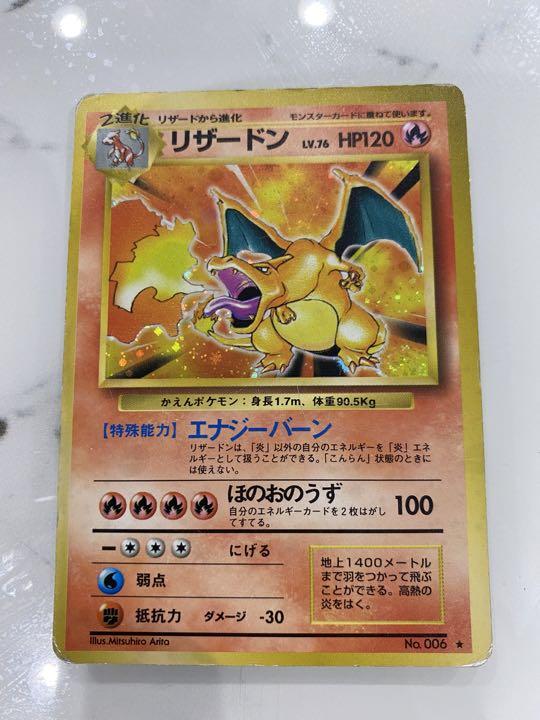 2進化 リザードから進化 モンスターカードに重ねて使います。
リザードン LV.76 HP120
かえんポケモン：身長1.7m、体重90.5Kg
【特殊能力】エナジーバーン
リザードンは、「炎」以外の自分のエネルギーを「炎」エネ
ルギーとして扱うことができる。「こんらん」状態のときに
は使えない。
ほのおのうず 100
自分のエネルギーカードを2枚はがし
てすてる。
にげる
弱点
抵抗力 ダメージ -30
地上1400メートル
まで羽をつかって飛ぶ
ことができる。高熱の
炎をはく。
Illus.Mitsuhiro Arita
No. 006 ★